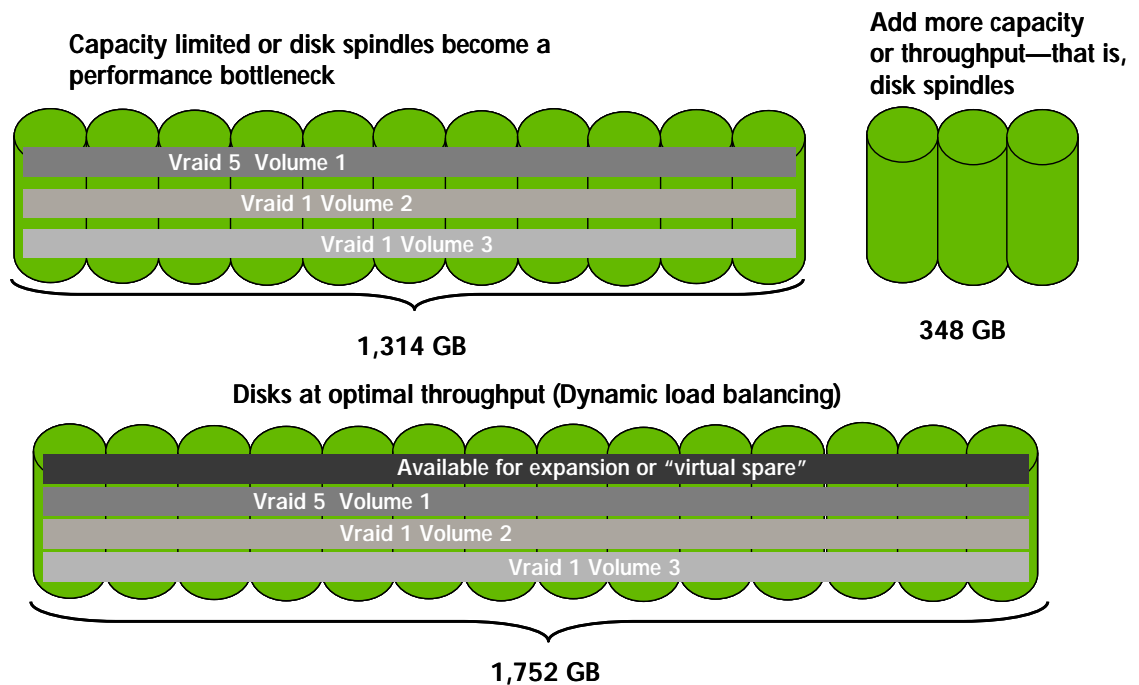 Capacity limited or disk spindles become a
performance bottleneck
Add more capacity
or throughput—that is,
disk spindles
Vraid 5 Volume 1
Vraid 1 Volume 2
Vraid 1 Volume 3
1,314 GB
348 GB
Disks at optimal throughput (Dynamic load balancing)
Available for expansion or “virtual spare”
Vraid 5 Volume 1
Vraid 1 Volume 2
Vraid 1 Volume 3
1,752 GB